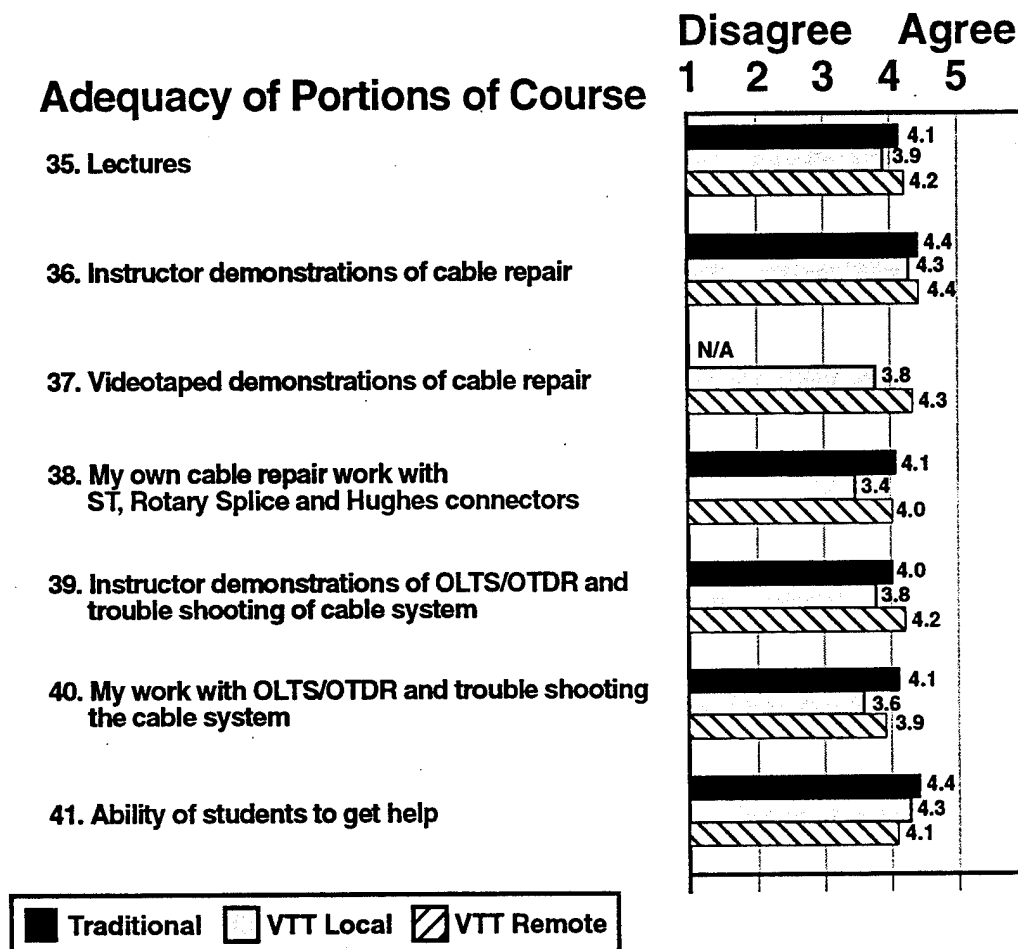 Disagree Agree
1 2 3 4 5
Adequacy of Portions of Course
35. Lectures
4.1
3.9
4.2
36. Instructor demonstrations of cable repair
4.4
4.3
4.4
37. Videotaped demonstrations of cable repair
N/A
3.8
4.3
38. My own cable repair work with
ST, Rotary Splice and Hughes connectors
4.1
3.4
4.0
39. Instructor demonstrations of OLTS/OTDR and
trouble shooting of cable system
4.0
3.8
4.2
40. My work with OLTS/OTDR and trouble shooting
the cable system
4.1
3.6
3.9
41. Ability of students to get help
4.4
4.3
4.1
Traditional VTT Local VTT Remote